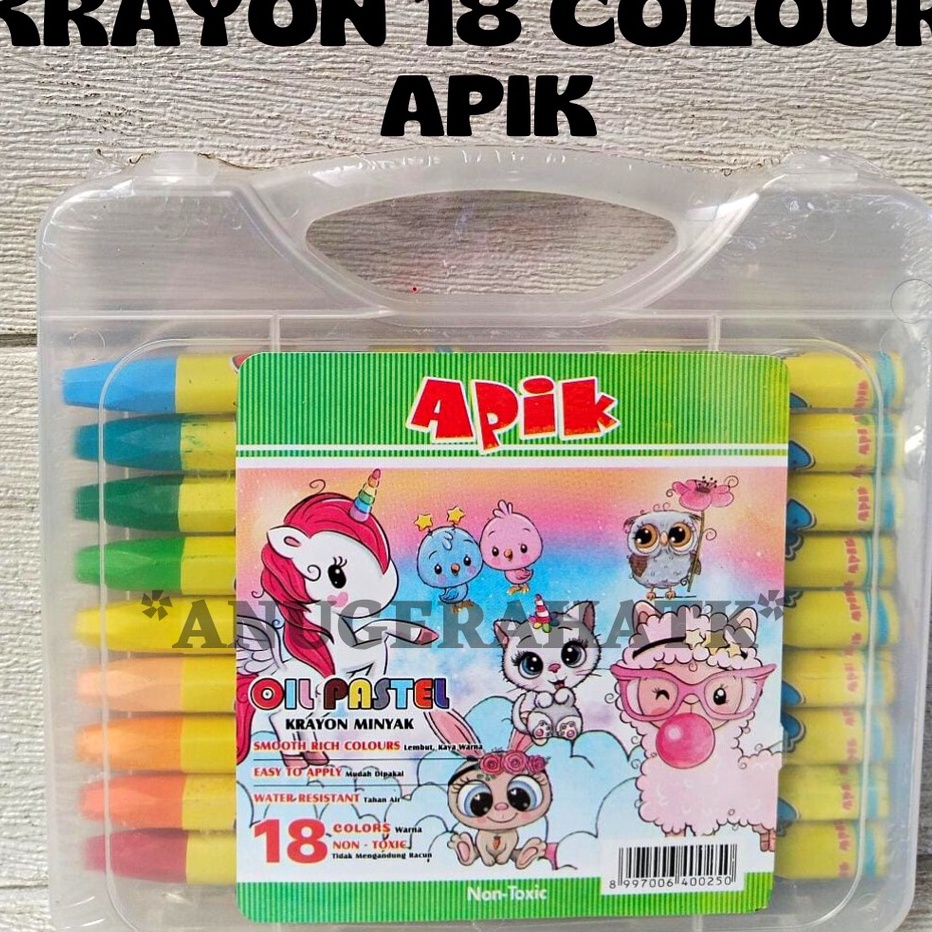 KRAYON 18 COLOUR
APIK
Apik
*ANUGERAHATK*
OIL PASTEL
KRAYON MINYAK
SMOOTH RICH COLOURS Lembut, Kaya Warna
EASY TO APPLY Mudah Dipakai
WATER-RESISTANT Tahan Air
18 COLORS Warna
NON - TOXIC
Tidak Mengandung Racun
8 997006 400250
Non-Toxic